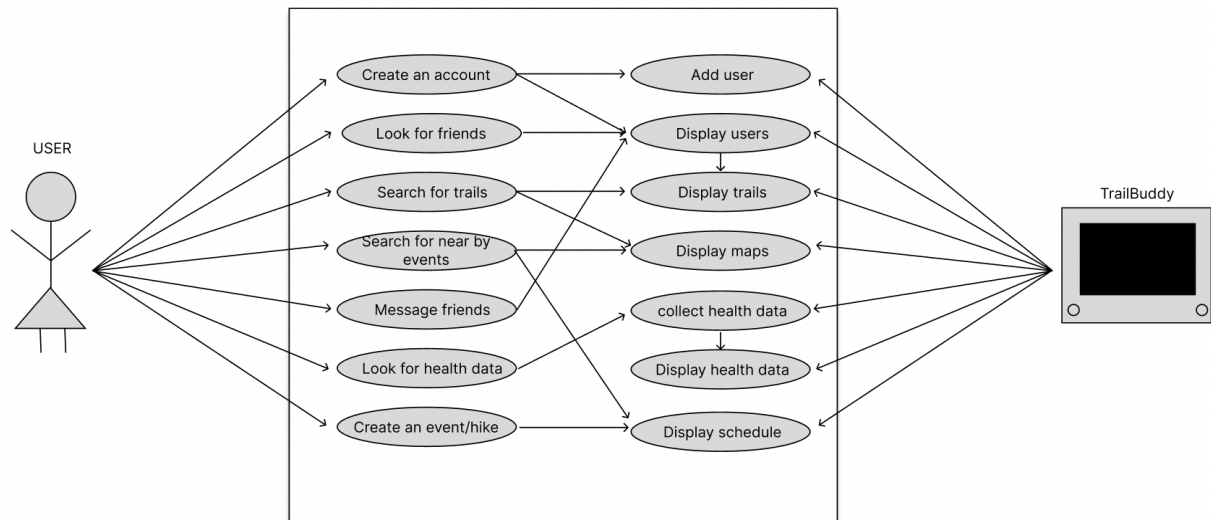 USER
Create an account
Look for friends
Search for trails
Search for near by
events
Message friends
Look for health data
Create an event/hike
Add user
Display users
Display trails
Display maps
collect health data
Display health data
Display schedule
TrailBuddy